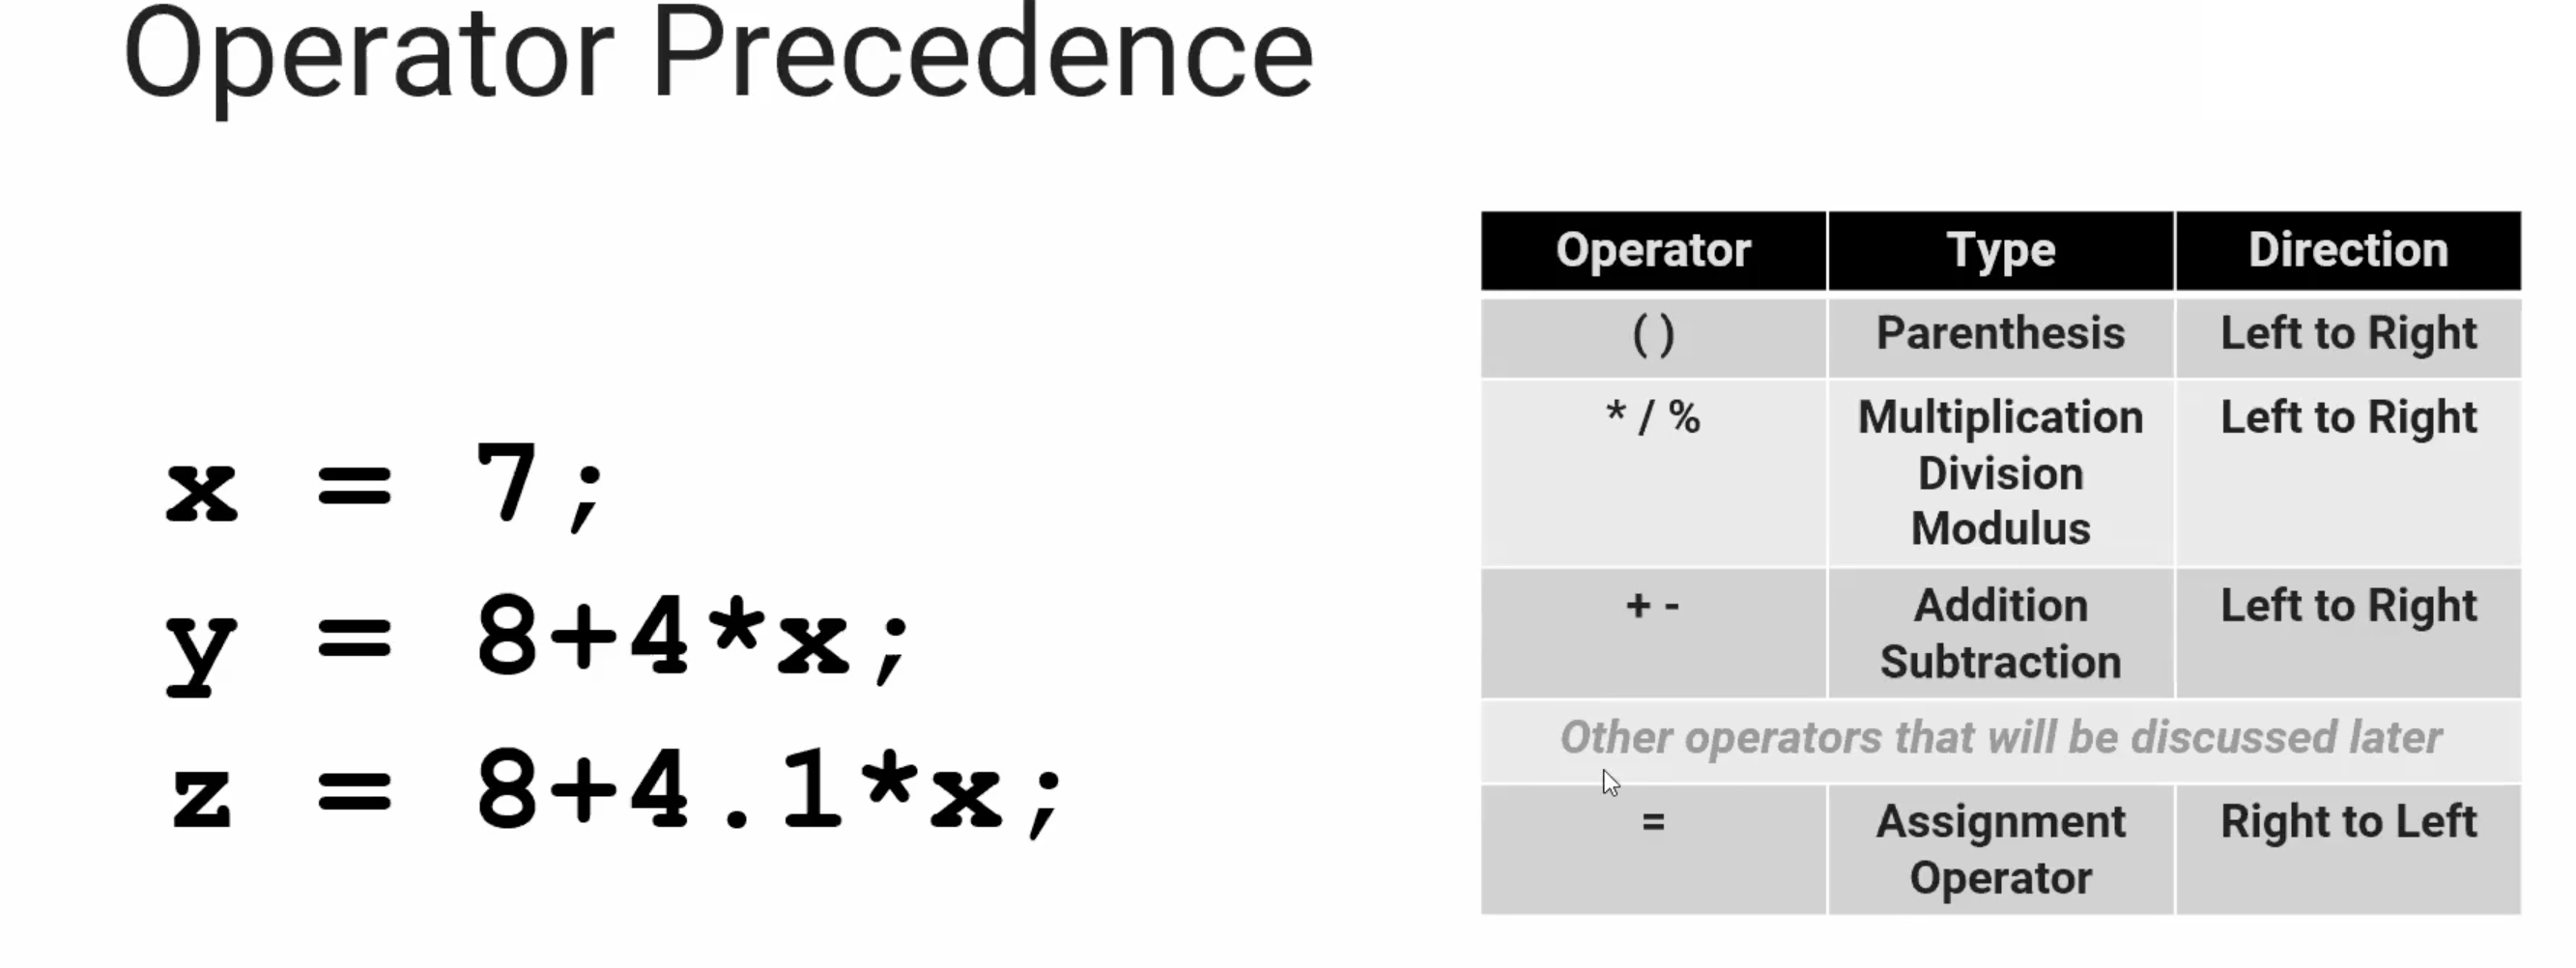 Operator Precedence
x = 7;
y = 8+4*x;
z = 8+4.1*x;
Operator Type Direction
( ) Parenthesis Left to Right
* / % Multiplication Left to Right
Division
Modulus
+ - Addition Left to Right
Subtraction
Other operators that will be discussed later
= Assignment Right to Left
Operator